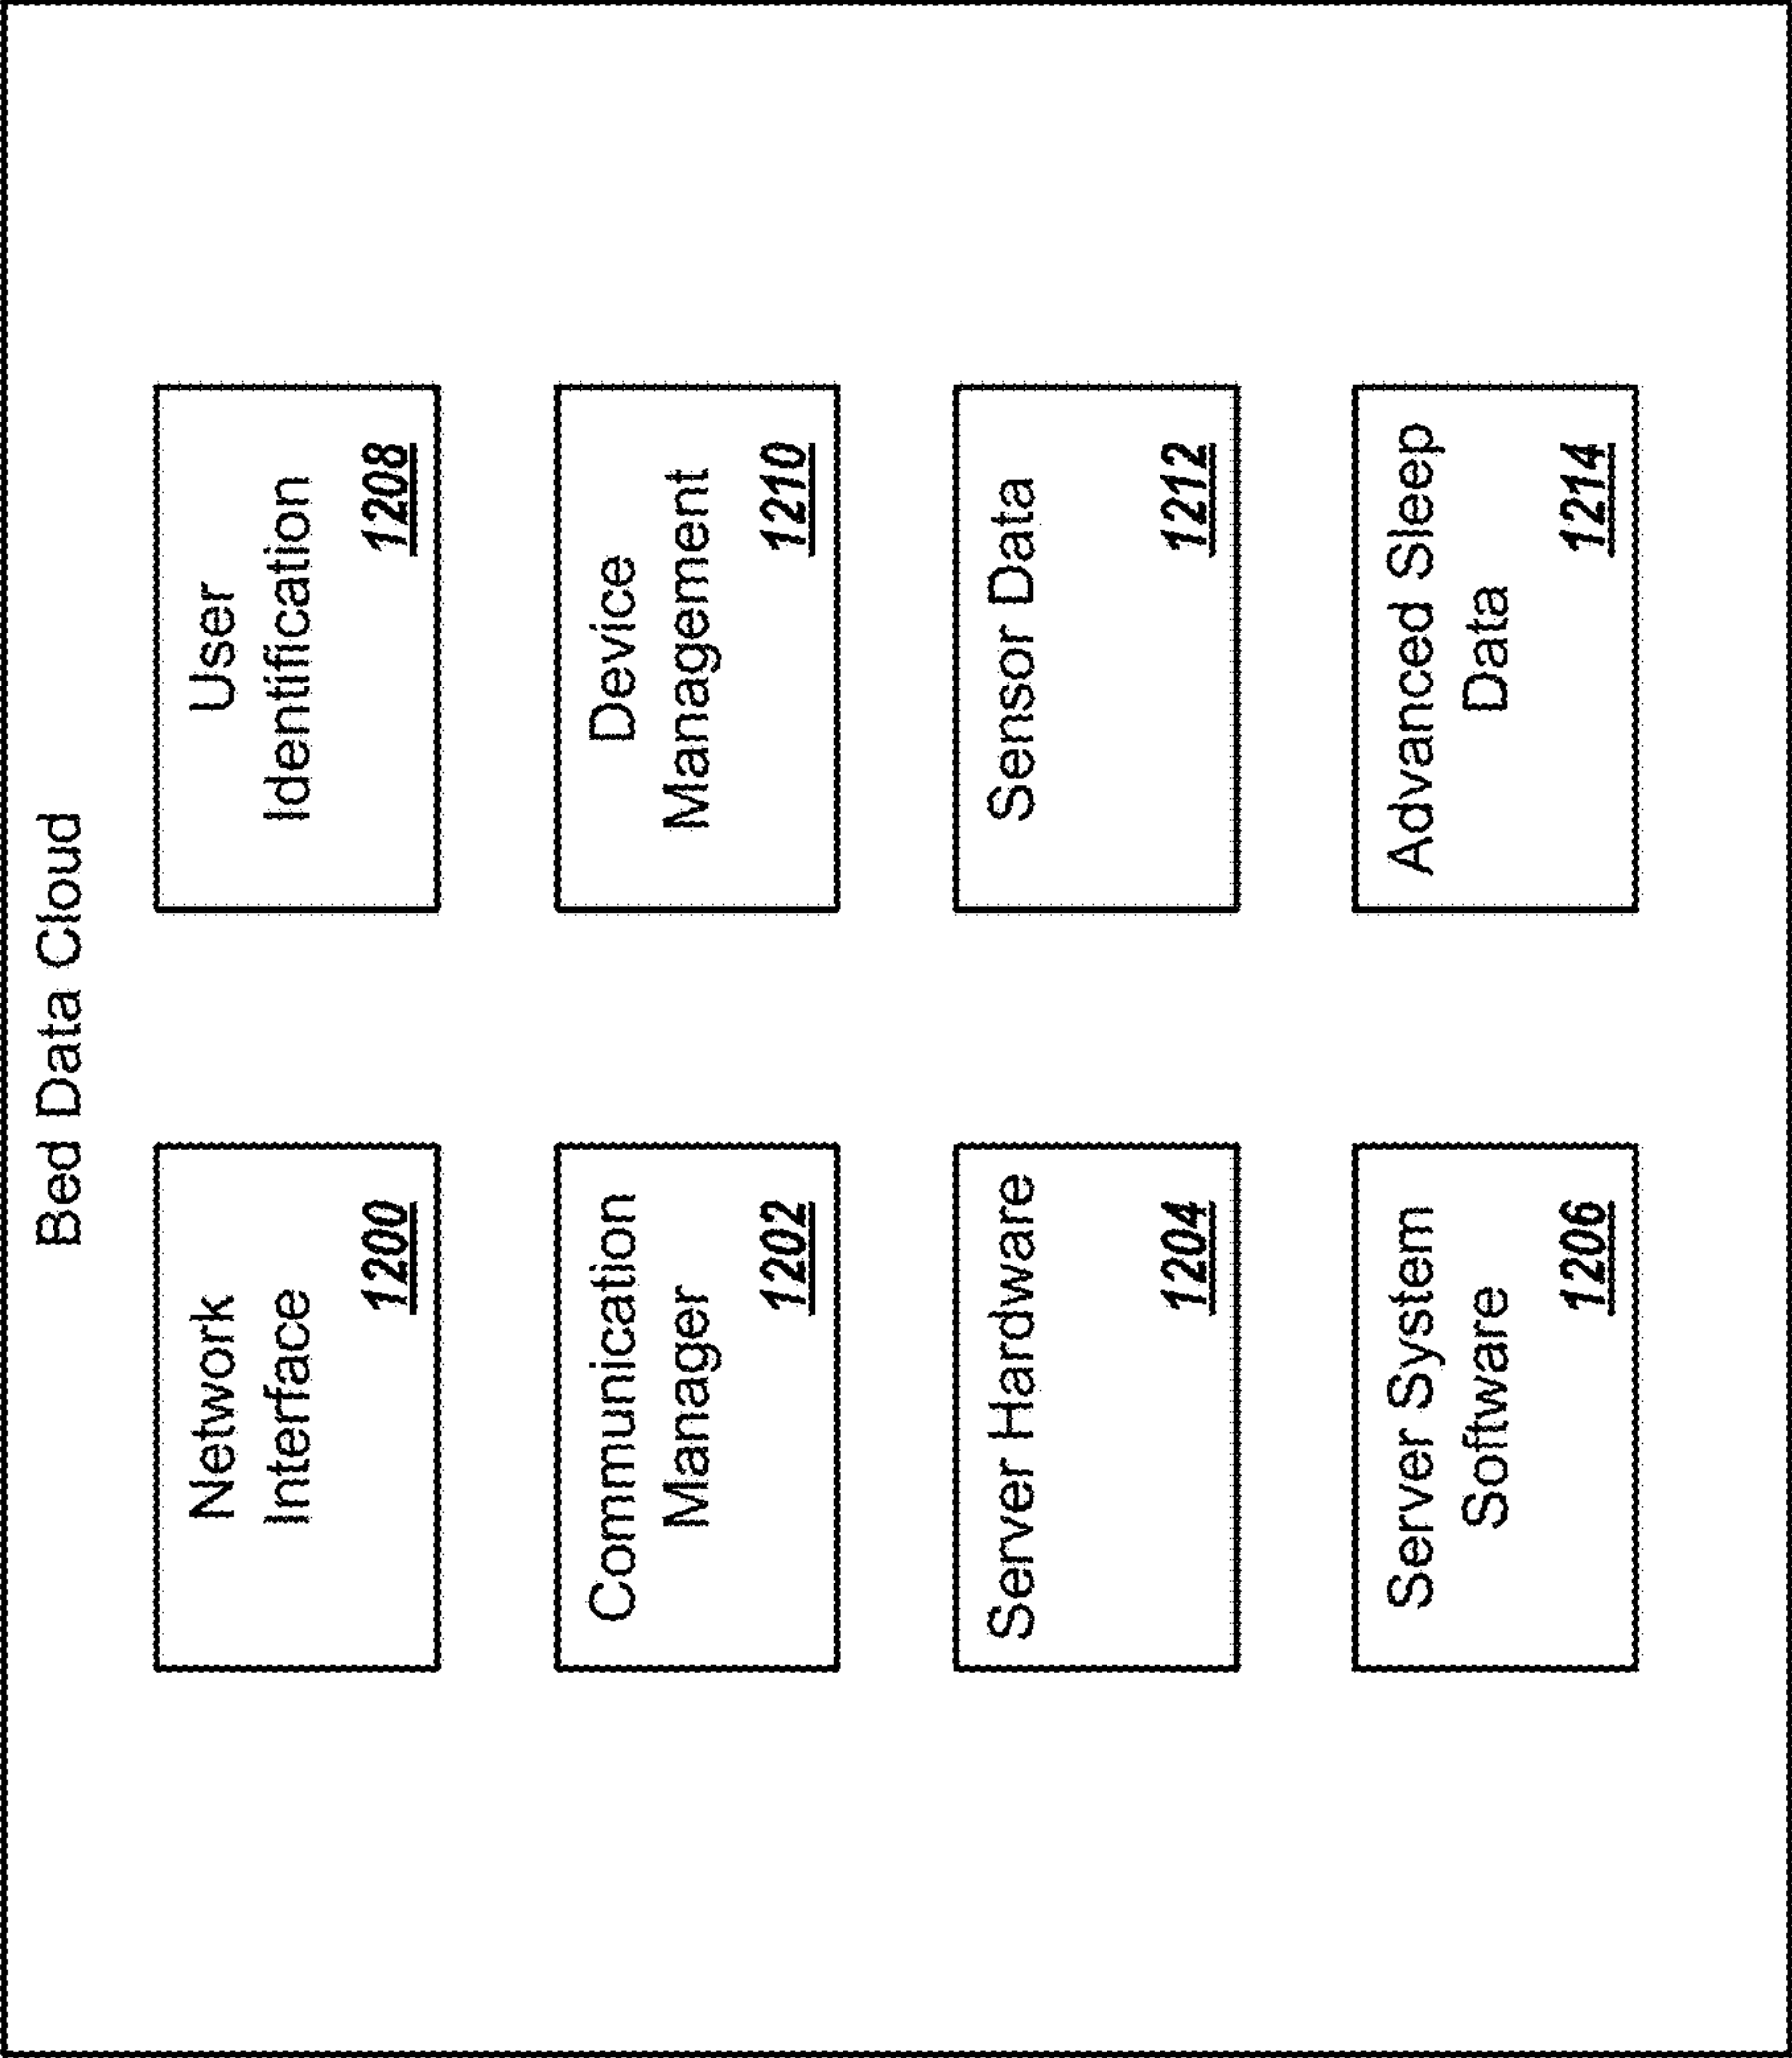 Bed Data Cloud
Network
Interface
1200
User
Identification
1208
Communication
Manager
1202
Device
Management
1210
Server Hardware
1204
Sensor Data
1212
Server System
Software
1206
Advanced Sleep
Data
1214